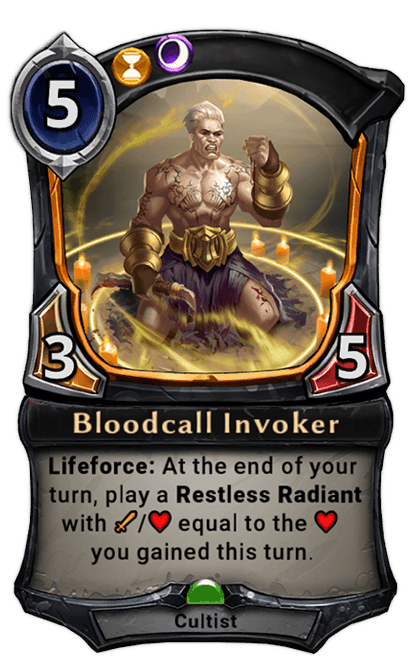 5
3
5
Bloodcall Invoker
Lifeforce: At the end of your
turn, play a Restless Radiant
with / equal to the
you gained this turn.
Cultist